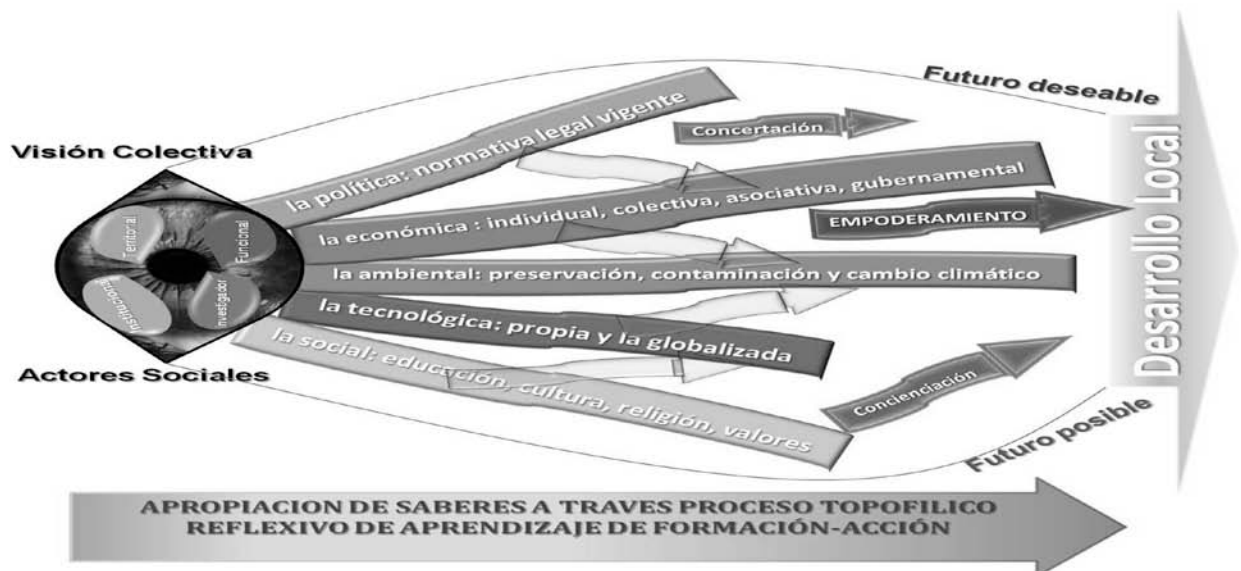 Visión Colectiva
Territorial
Funcional
Institucional
Investigador
Actores Sociales
la política: normativa legal vigente
la económica : individual, colectiva, asociativa, gubernamental
la ambiental: preservación, contaminación y cambio climático
la tecnológica: propia y la globalizada
la social: educación, cultura, religión, valores
Concertación
EMPODERAMIENTO
Concienciación
Futuro deseable
Futuro posible
Desarrollo Local
APROPIACION DE SABERES A TRAVES PROCESO TOPOFILICO
REFLEXIVO DE APRENDIZAJE DE FORMACIÓN-ACCIÓN